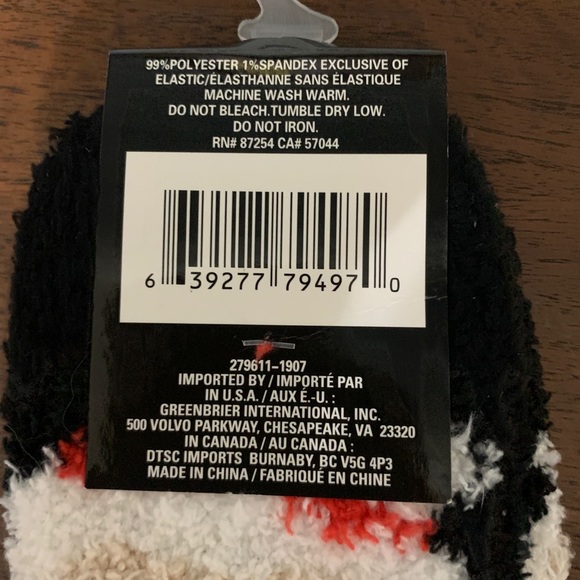 99%POLYESTER 1%SPANDEX EXCLUSIVE OF
ELASTIC/ÉLASTHANNE SANS ÉLASTIQUE
MACHINE WASH WARM.
DO NOT BLEACH.TUMBLE DRY LOW.
DO NOT IRON.
RN# 87254 CA# 57044
6 39277 79497 0
279611-1907
IMPORTED BY / IMPORTÉ PAR
IN U.S.A. / AUX É.-U. :
GREENBRIER INTERNATIONAL, INC.
500 VOLVO PARKWAY, CHESAPEAKE, VA 23320
IN CANADA / AU CANADA :
DTSC IMPORTS BURNABY, BC V5G 4P3
MADE IN CHINA / FABRIQUÉ EN CHINE